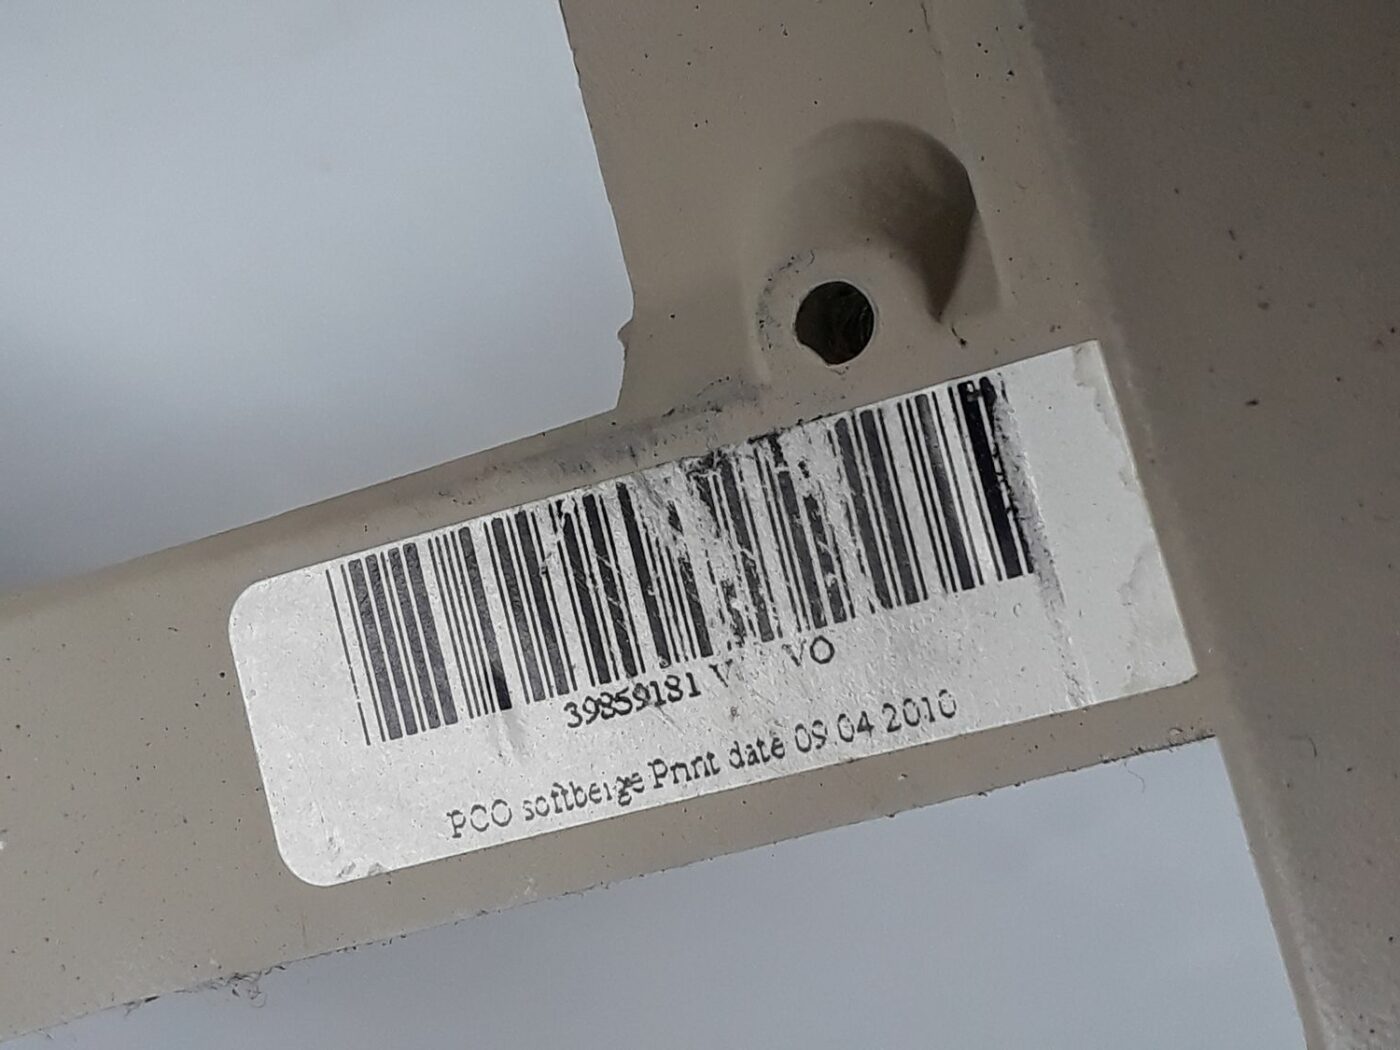 39859181 VO
PCO softbeige Print date 09.04.2010